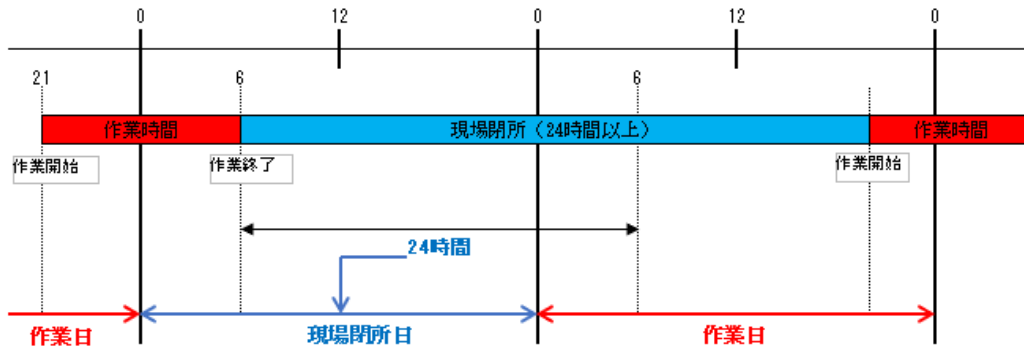 0 12 0 12 0
21 6 6
作業時間 現場閉所(24時間以上) 作業時間
作業開始 作業終了 作業開始
24時間
作業日 現場閉所日 作業日